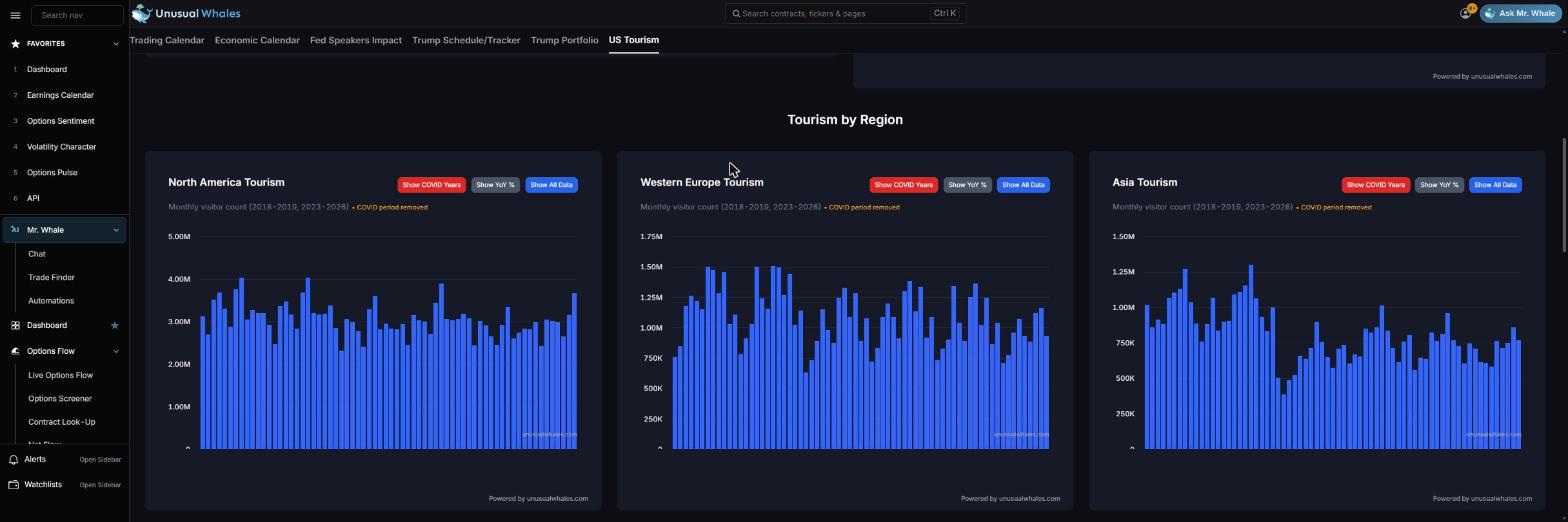 Search nav
Unusual Whales
Search contracts, tickers & pages
Ctrl K
9+
Ask Mr. Whale
Trading Calendar
Economic Calendar
Fed Speakers Impact
Trump Schedule/Tracker
Trump Portfolio
US Tourism
FAVORITES
1 Dashboard
2 Earnings Calendar
3 Options Sentiment
4 Volatility Character
5 Options Pulse
6 API
AI Mr. Whale
Chat
Trade Finder
Automations
Dashboard
Options Flow
Live Options Flow
Options Screener
Contract Look-Up
Alerts Open Sidebar
Watchlists Open Sidebar
Powered by unusualwhales.com
Tourism by Region
North America Tourism
Show COVID Years
Show YoY %
Show All Data
Monthly visitor count (2018-2019, 2023-2026) • COVID period removed
5.00M
4.00M
3.00M
2.00M
1.00M
0
unusualwhales.com
Powered by unusualwhales.com
Western Europe Tourism
Show COVID Years
Show YoY %
Show All Data
Monthly visitor count (2018-2019, 2023-2026) • COVID period removed
1.75M
1.50M
1.25M
1.00M
750K
500K
250K
0
unusualwhales.com
Powered by unusualwhales.com
Asia Tourism
Show COVID Years
Show YoY %
Show All Data
Monthly visitor count (2018-2019, 2023-2026) • COVID period removed
1.50M
1.25M
1.00M
750K
500K
250K
0
unusualwhales.com
Powered by unusualwhales.com